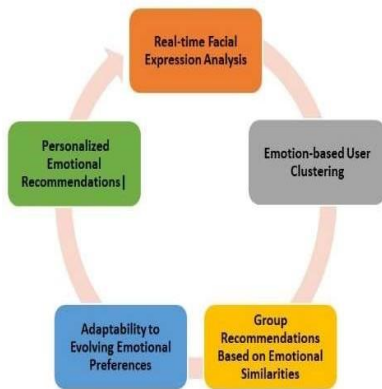 Real-time Facial
Expression Analysis
Emotion-based User
Clustering
Group
Recommendations
Based on Emotional
Similarities
Adaptability to
Evolving Emotional
Preferences
Personalized
Emotional
Recommendations|